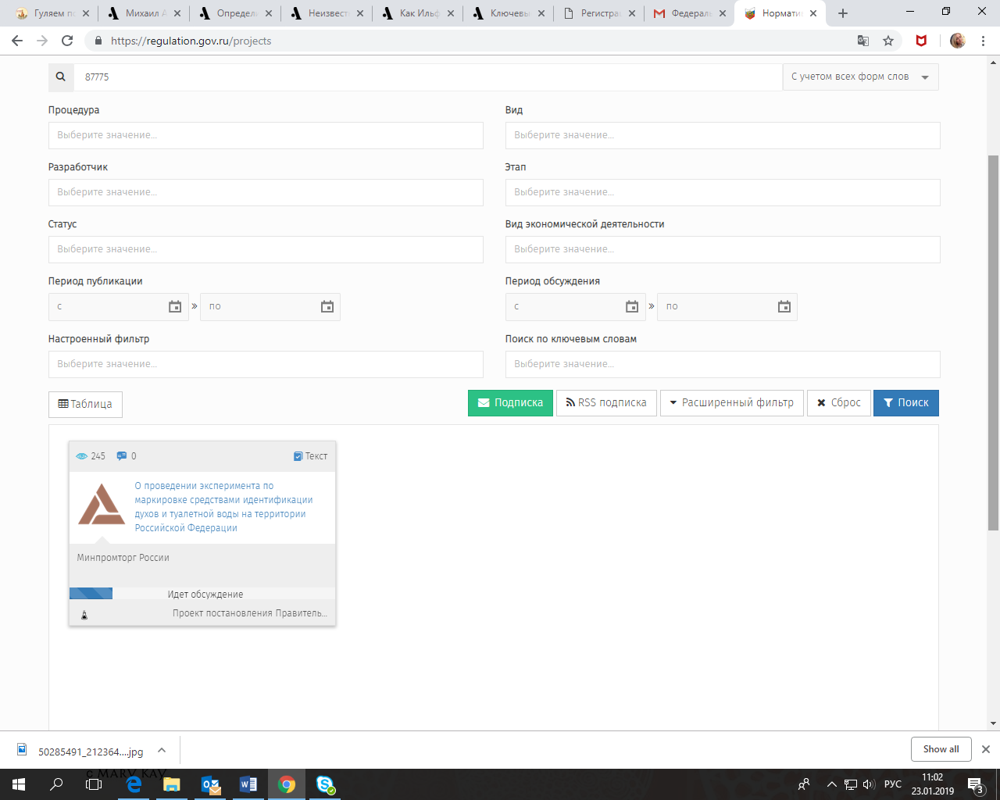 Гуляем по
Михаил А
Определ
Неизвест
Как Ильф
Ключевы
Регистра
Федераль
Нормати
https://regulation.gov.ru/projects
87775
С учетом всех форм слов
Процедура
Вид
Выберите значение...
Выберите значение...
Разработчик
Этап
Выберите значение...
Выберите значение...
Статус
Вид экономической деятельности
Выберите значение...
Выберите значение...
Период публикации
Период обсуждения
с
»
по
с
»
по
Настроенный фильтр
Поиск по ключевым словам
Выберите значение...
Выберите значение...
Таблица
Подписка
RSS подписка
Расширенный фильтр
Сброс
Поиск
245
0
Текст
О проведении эксперимента по
маркировке средствами идентификации
духов и туалетной воды на территории
Российской Федерации
Минпромторг России
Идет обсуждение
Проект постановления Правитель...
50285491_212364....jpg
Show all
с MARY KAY
РУС
11:02
23.01.2019
3